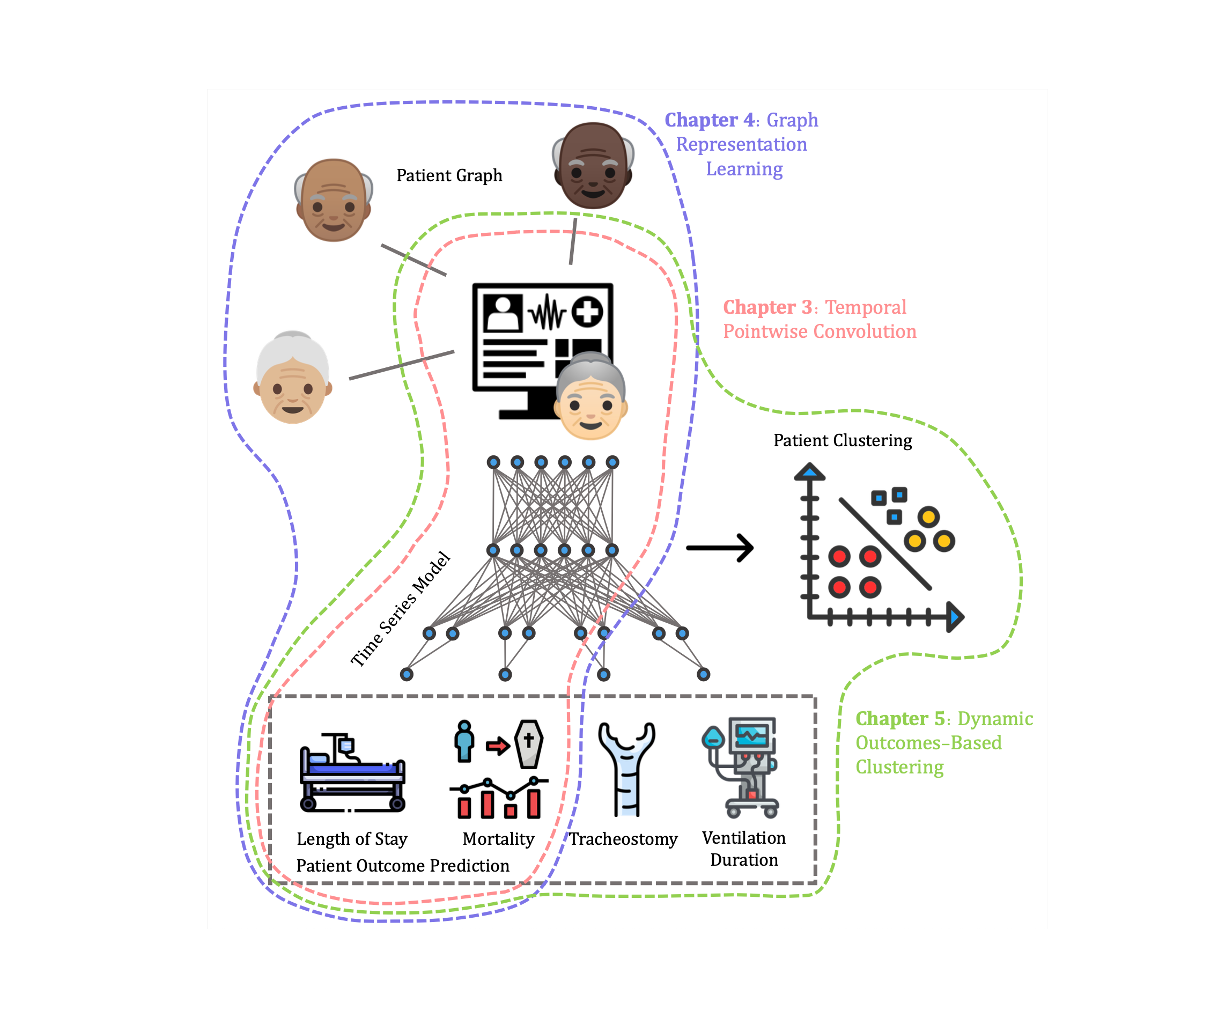 Chapter 4: Graph
Representation
Learning
Patient Graph
Chapter 3: Temporal
Pointwise Convolution
Patient Clustering
Time Series Model
Chapter 5: Dynamic
Outcomes-Based
Clustering
Length of Stay
Mortality
Tracheostomy
Ventilation
Duration
Patient Outcome Prediction